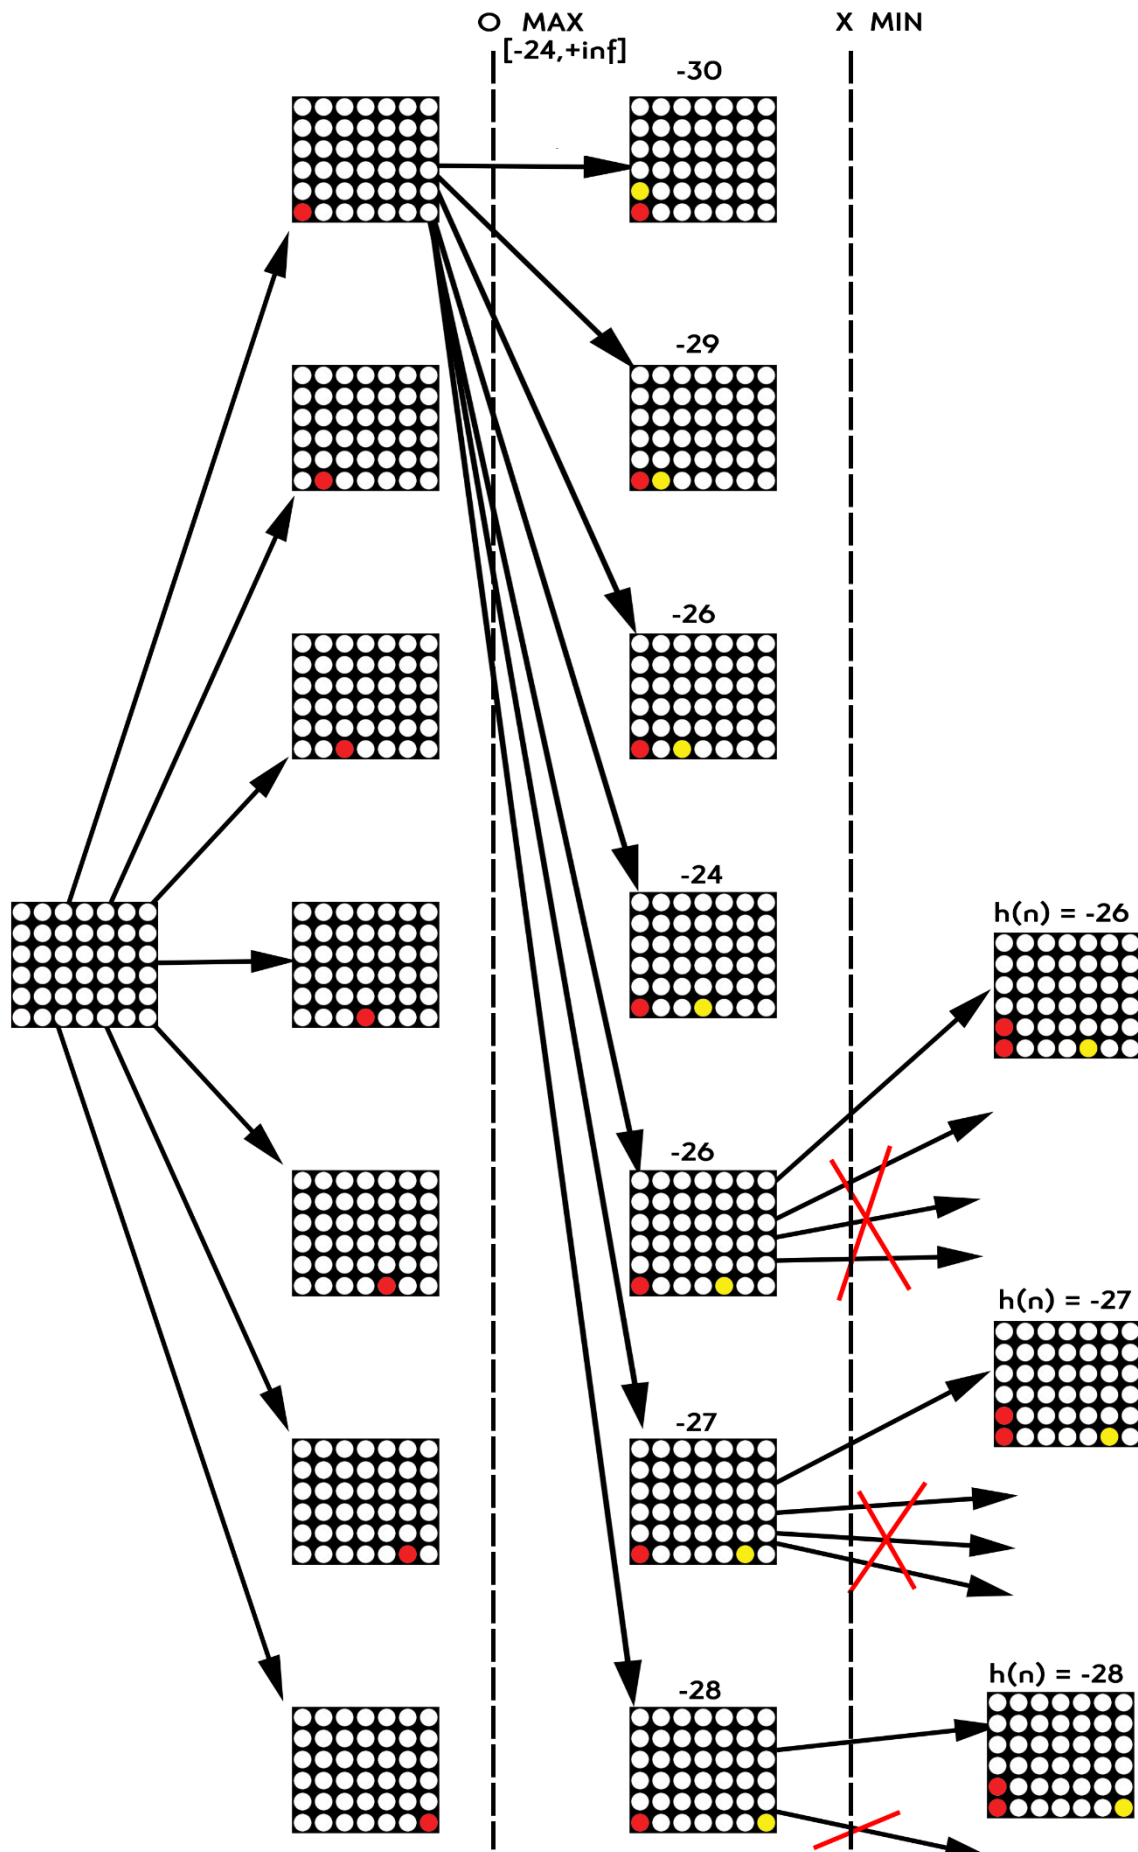 O MAX
[-24,+inf]
X MIN
-30
-29
-26
-24
h(n) = -26
-26
h(n) = -27
-27
h(n) = -28
-28